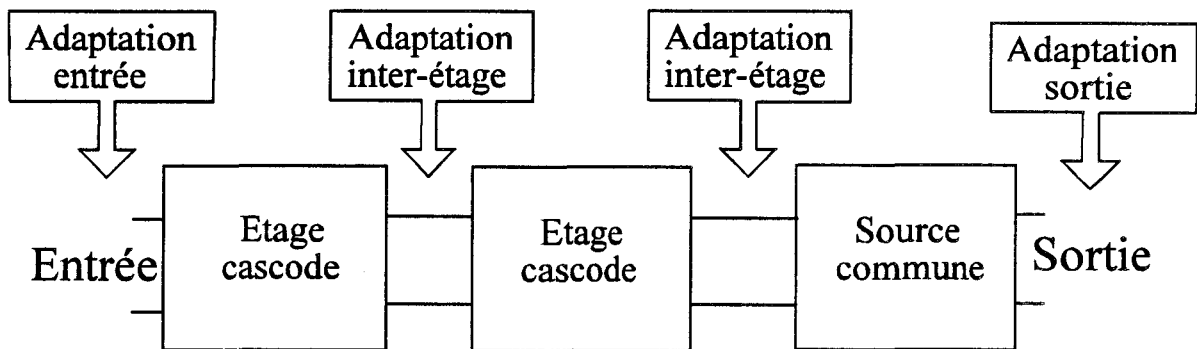 Adaptation
entrée
Adaptation
inter-étage
Adaptation
inter-étage
Adaptation
sortie
Entrée
Etage
cascode
Etage
cascode
Source
commune
Sortie